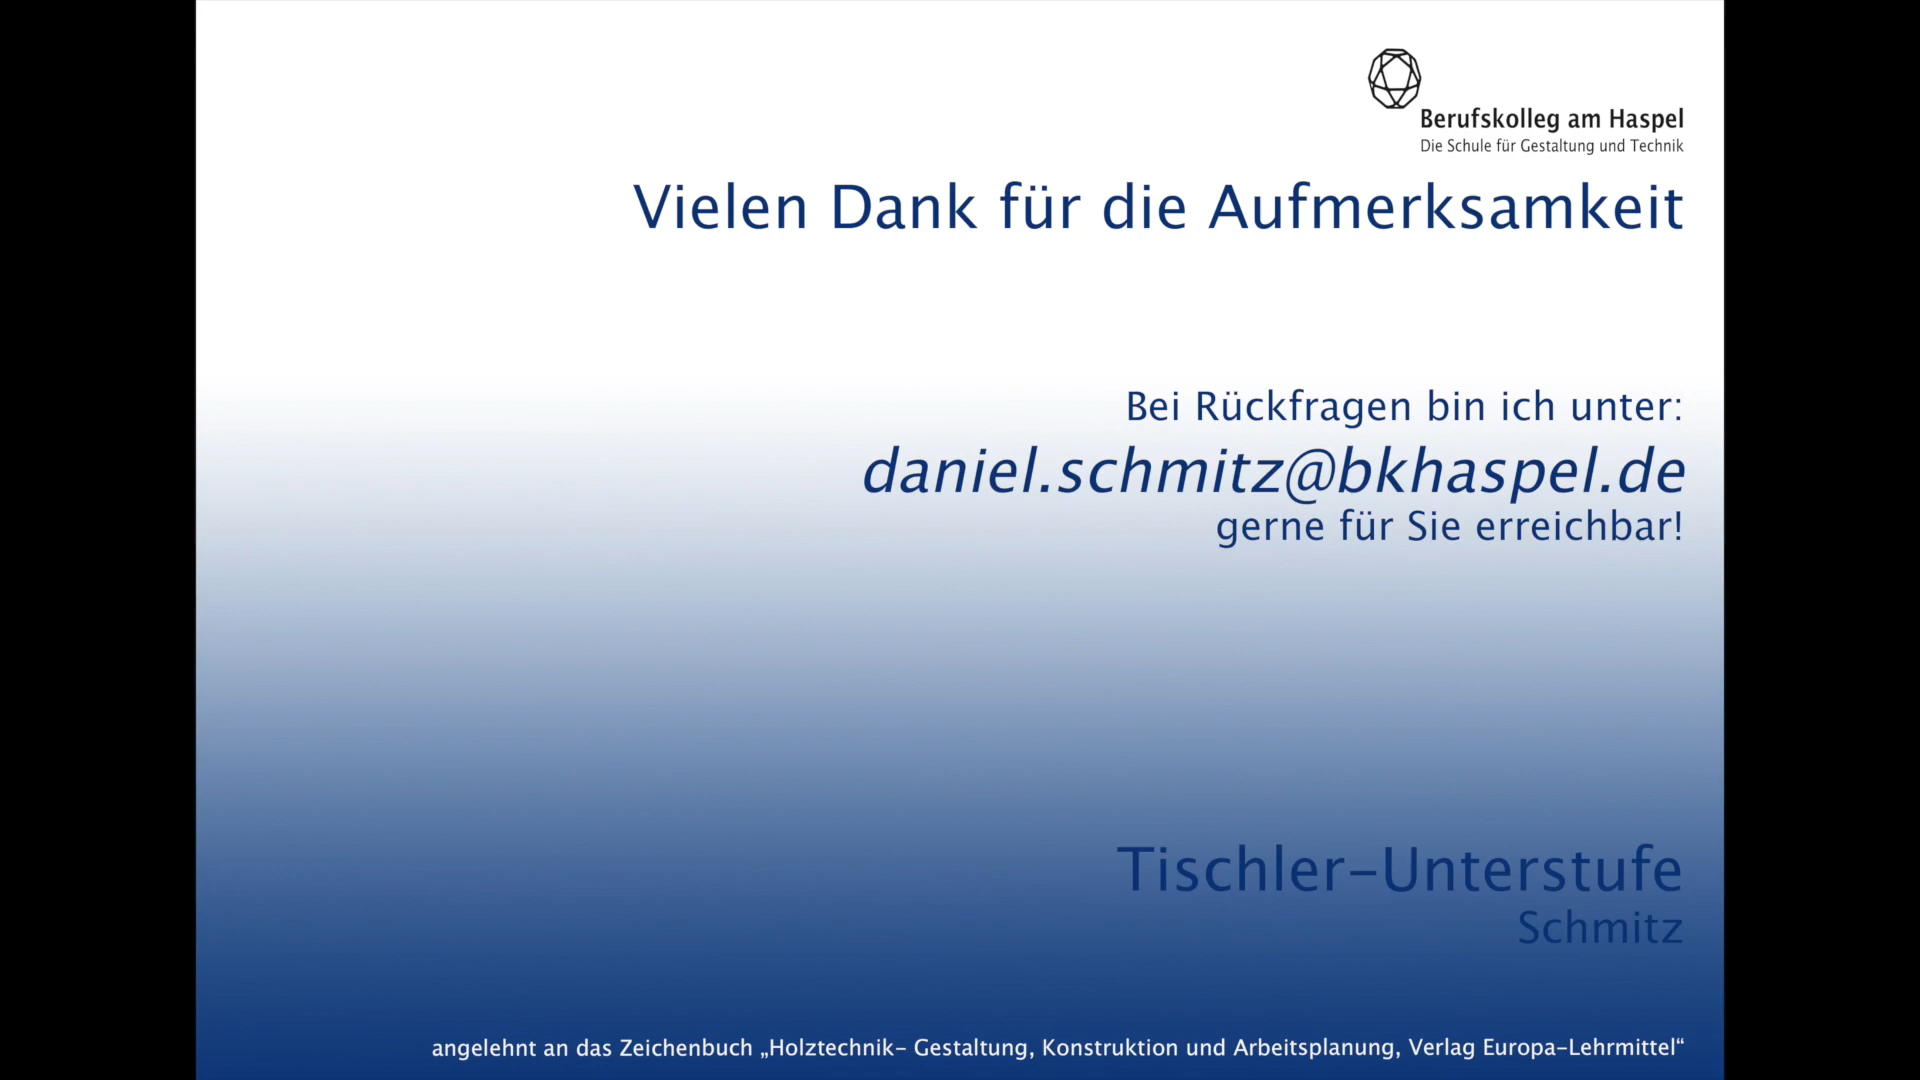 Berufskolleg am Haspel
Die Schule für Gestaltung und Technik
Vielen Dank für die Aufmerksamkeit
Bei Rückfragen bin ich unter:
daniel.schmitz@bkhaspel.de
gerne für Sie erreichbar!
Tischler-Unterstufe
Schmitz
angelehnt an das Zeichenbuch „Holztechnik- Gestaltung, Konstruktion und Arbeitsplanung, Verlag Europa-Lehrmittel“